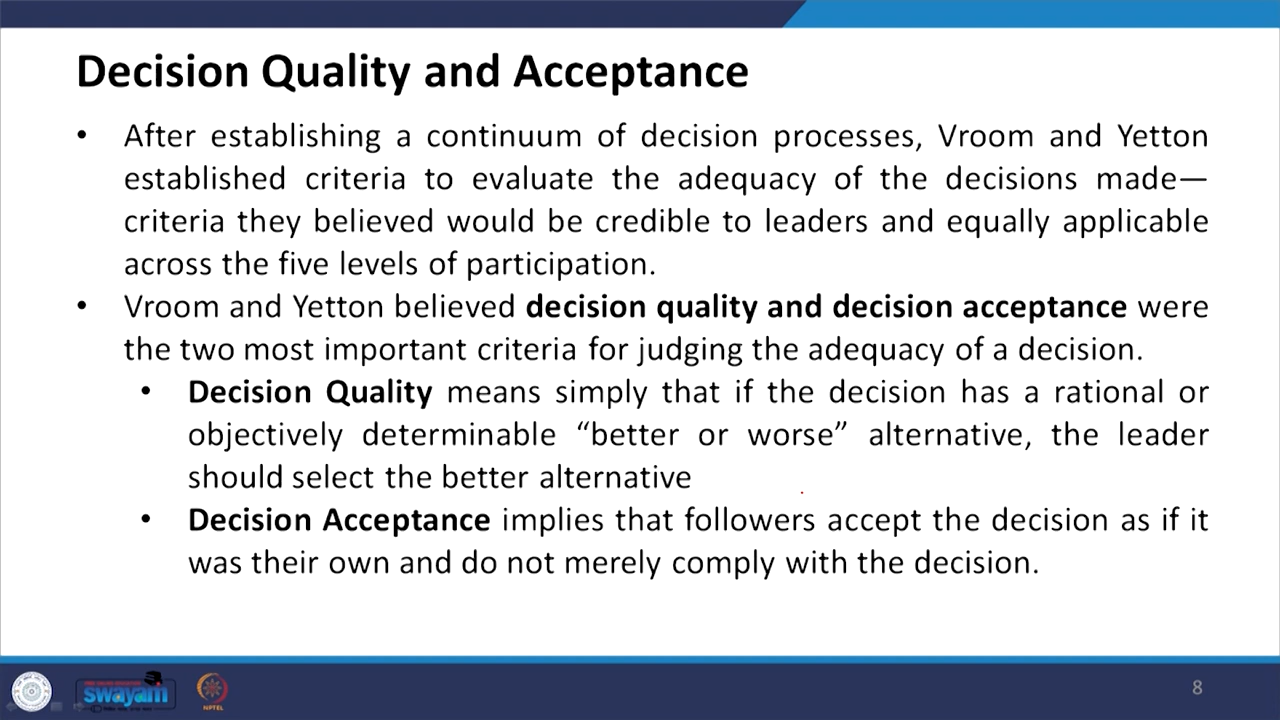 Decision Quality and Acceptance
• After establishing a continuum of decision processes, Vroom and Yetton
established criteria to evaluate the adequacy of the decisions made—
criteria they believed would be credible to leaders and equally applicable
across the five levels of participation.
• Vroom and Yetton believed decision quality and decision acceptance were
the two most important criteria for judging the adequacy of a decision.
• Decision Quality means simply that if the decision has a rational or
objectively determinable “better or worse” alternative, the leader
should select the better alternative
• Decision Acceptance implies that followers accept the decision as if it
was their own and do not merely comply with the decision.
swayam
NPTEL
8